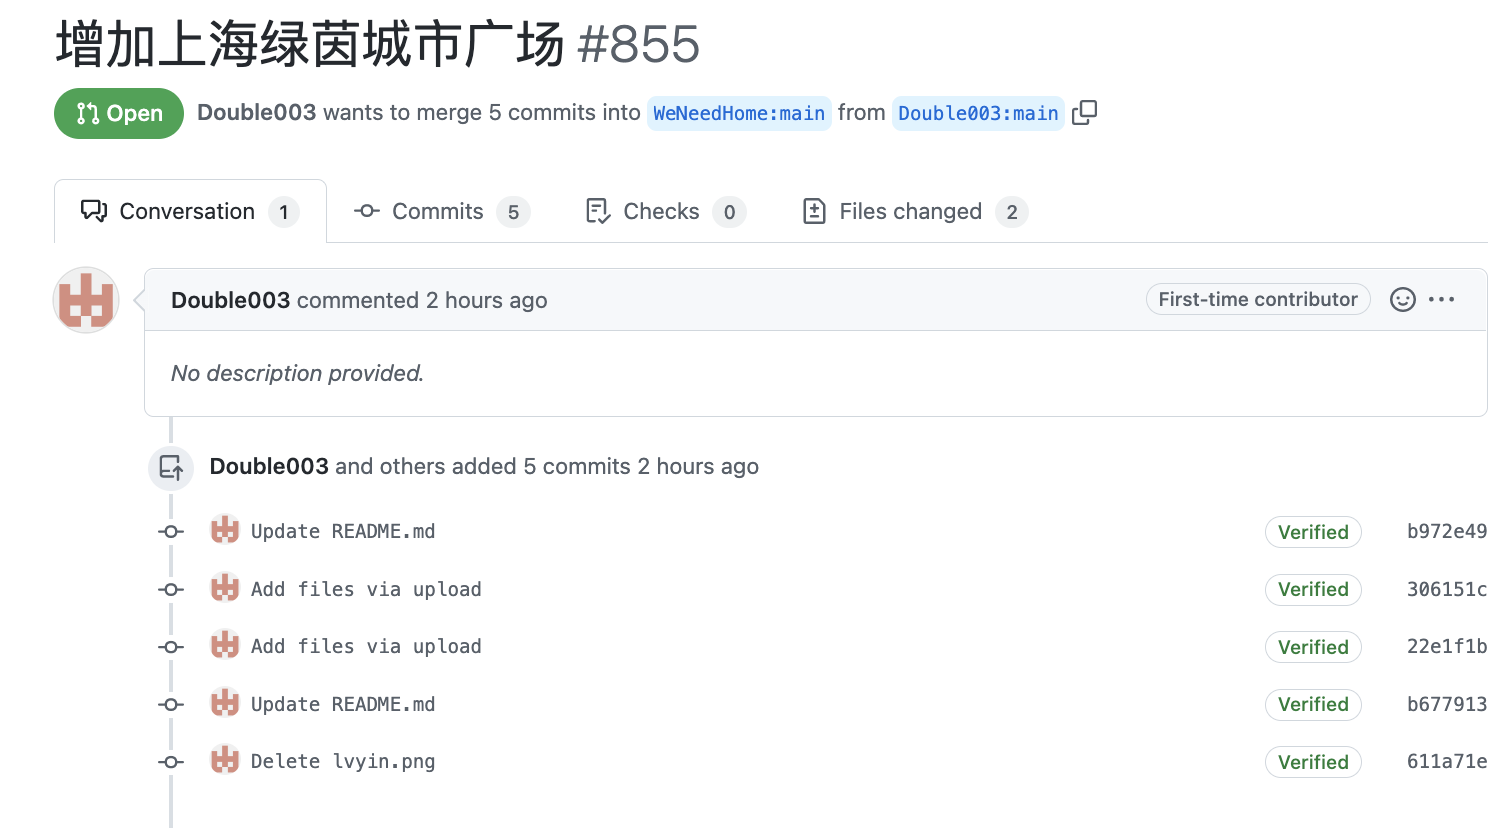 增加上海绿茵城市广场 #855
Open Double003 wants to merge 5 commits into WeNeedHome:main from Double003:main
Conversation 1 Commits 5 Checks 0 Files changed 2
Double003 commented 2 hours ago First-time contributor
No description provided.
Double003 and others added 5 commits 2 hours ago
Update README.md Verified b972e49
Add files via upload Verified 306151c
Add files via upload Verified 22e1f1b
Update README.md Verified b677913
Delete lvyin.png Verified 611a71e